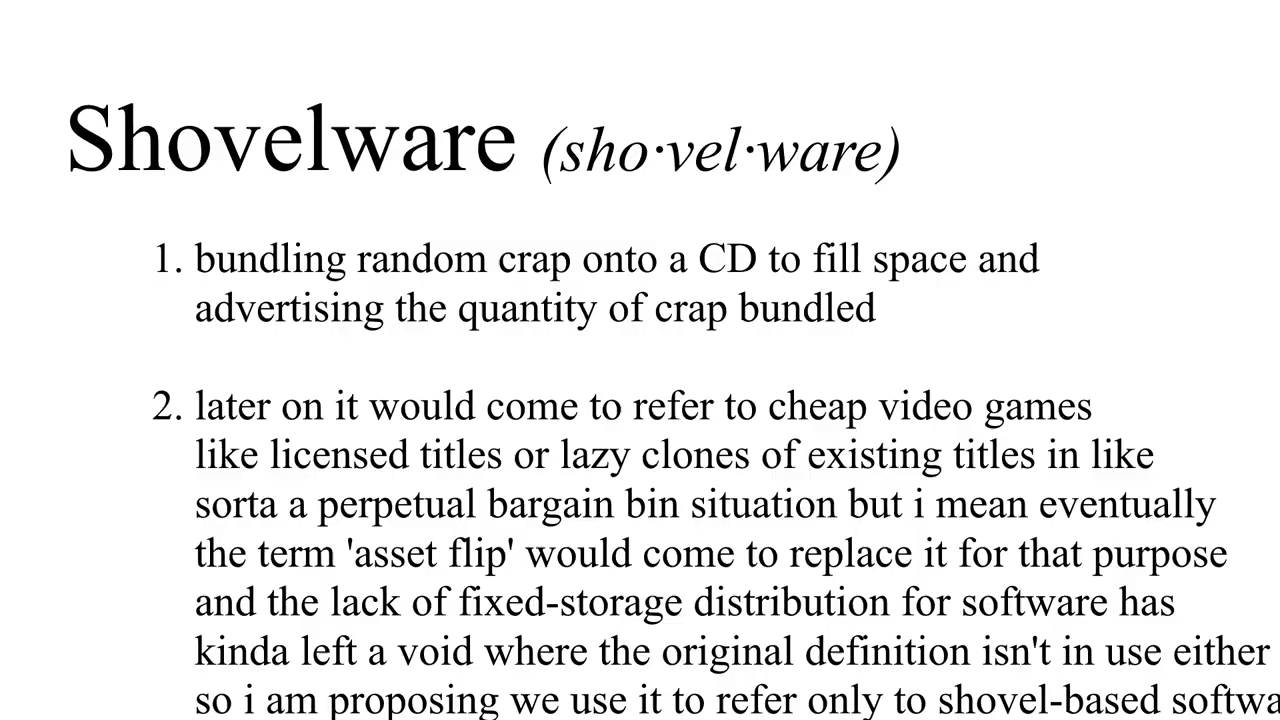 Shovelware (sho·vel·ware)
1. bundling random crap onto a CD to fill space and
advertising the quantity of crap bundled
2. later on it would come to refer to cheap video games
like licensed titles or lazy clones of existing titles in like
sorta a perpetual bargain bin situation but i mean eventually
the term 'asset flip' would come to replace it for that purpose
and the lack of fixed-storage distribution for software has
kinda left a void where the original definition isn't in use either
so i am proposing we use it to refer only to shovel-based softwa